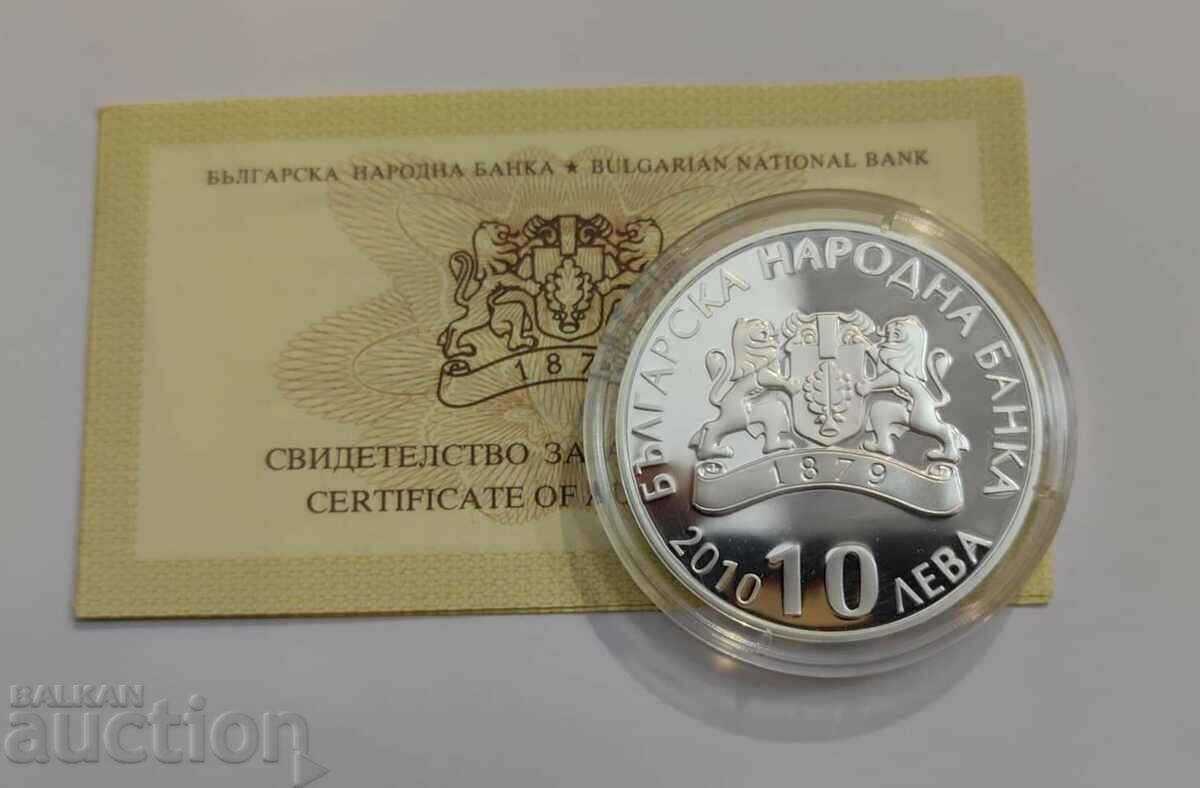 БЪЛГАРСКА НАРОДНА БАНКА ★ BULGARIAN NATIONAL BANK
187
СВИДЕТЕЛСТВО ЗА
CERTIFICATE OF
БЪЛГАРСКА НАРОДНА БАНКА
1879
2010 10 ЛЕВА
BALKAN
auction